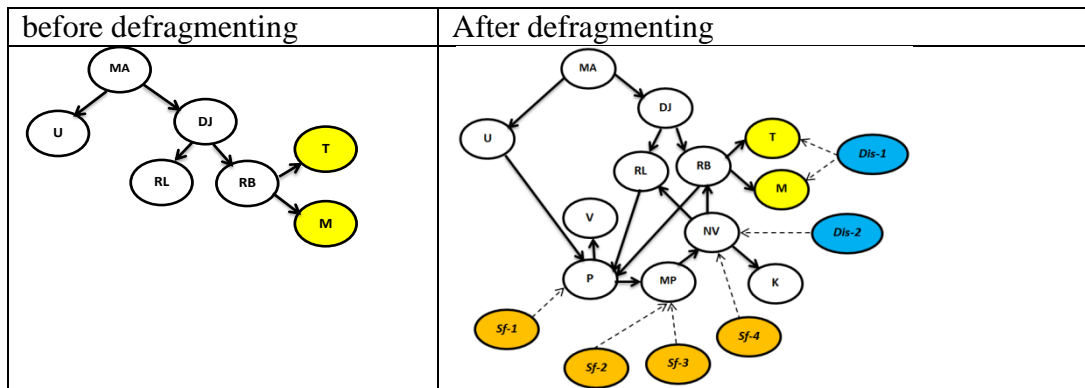 before defragmenting
MA
U
DJ
RL
RB
T
M
After defragmenting
MA
DJ
U
T
Dis-1
RL
RB
M
V
NV
Dis-2
P
MP
K
Sf-1
Sf-4
Sf-2
Sf-3